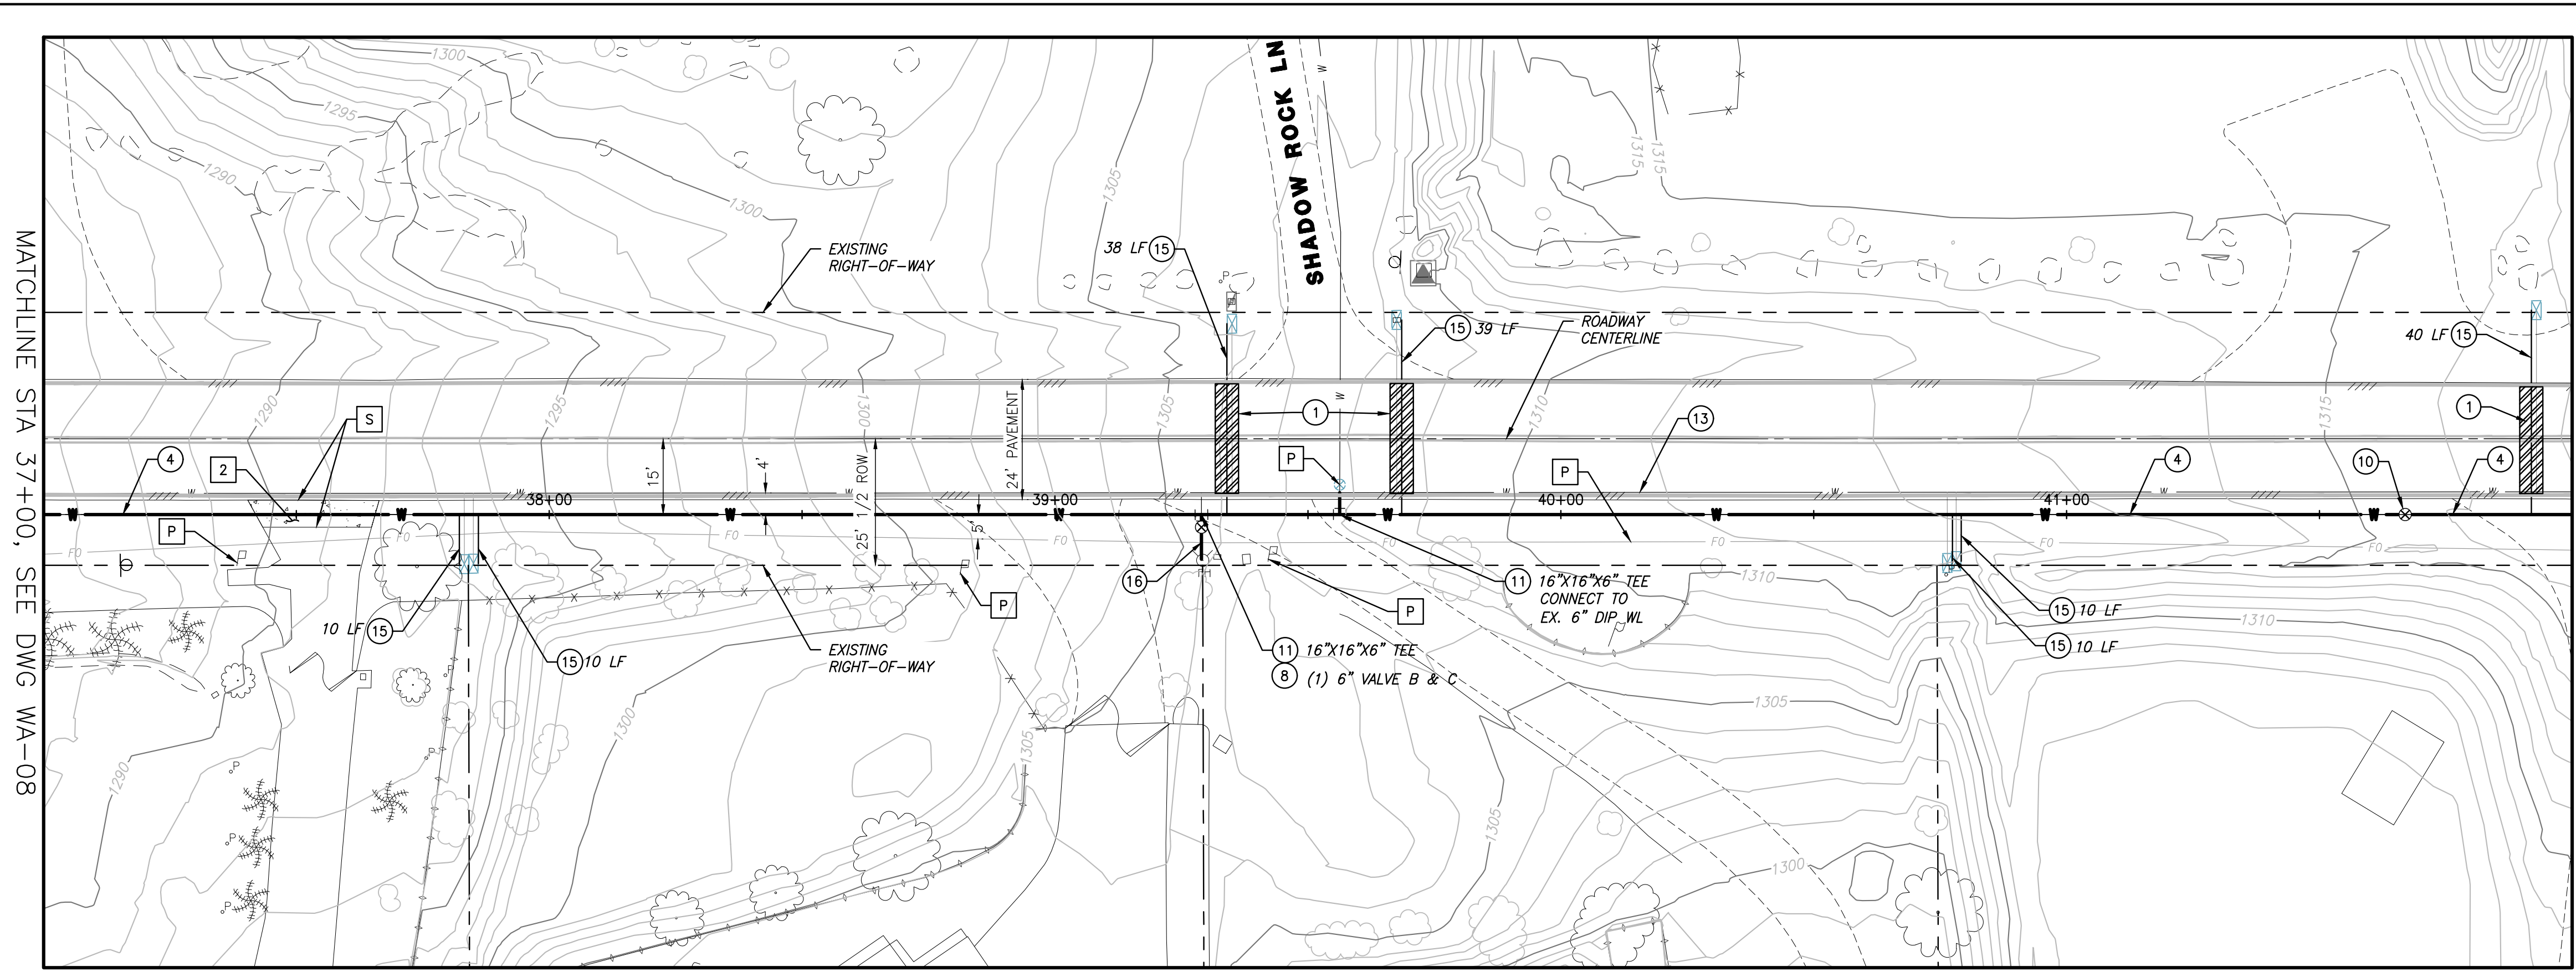 MATCHLINE STA 37+00, SEE DWG WA-08
1300
1295
1290
1300
1305
SHADOW ROCK LN
W
1315
1315
EXISTING
RIGHT-OF-WAY
38 LF 15
P
15 39 LF
ROADWAY
CENTERLINE
40 LF 15
1290
S
1295
1300
24' PAVEMENT
1305
1
W
1310
13
1315
1
4
2
15'
4'
25' 1/2 ROW
P
P
4
10
4
W
W
W
W
W
W
W
W
38+00
39+00
40+00
41+00
W
W
W
W
W
W
W
W
P
5'
FO
FO
FO
FO
FO
FO
FO
FO
16
FH
11 16"X16"X6" TEE
CONNECT TO
EX. 6" DIP WL
1310
P
P
15 10 LF
10 LF 15
1310
15 10 LF
15 10 LF
EXISTING
RIGHT-OF-WAY
11 16"X16"X6" TEE
8 (1) 6" VALVE B & C
P
1300
1305
1305
P
P
1290
1305
P
1300
P